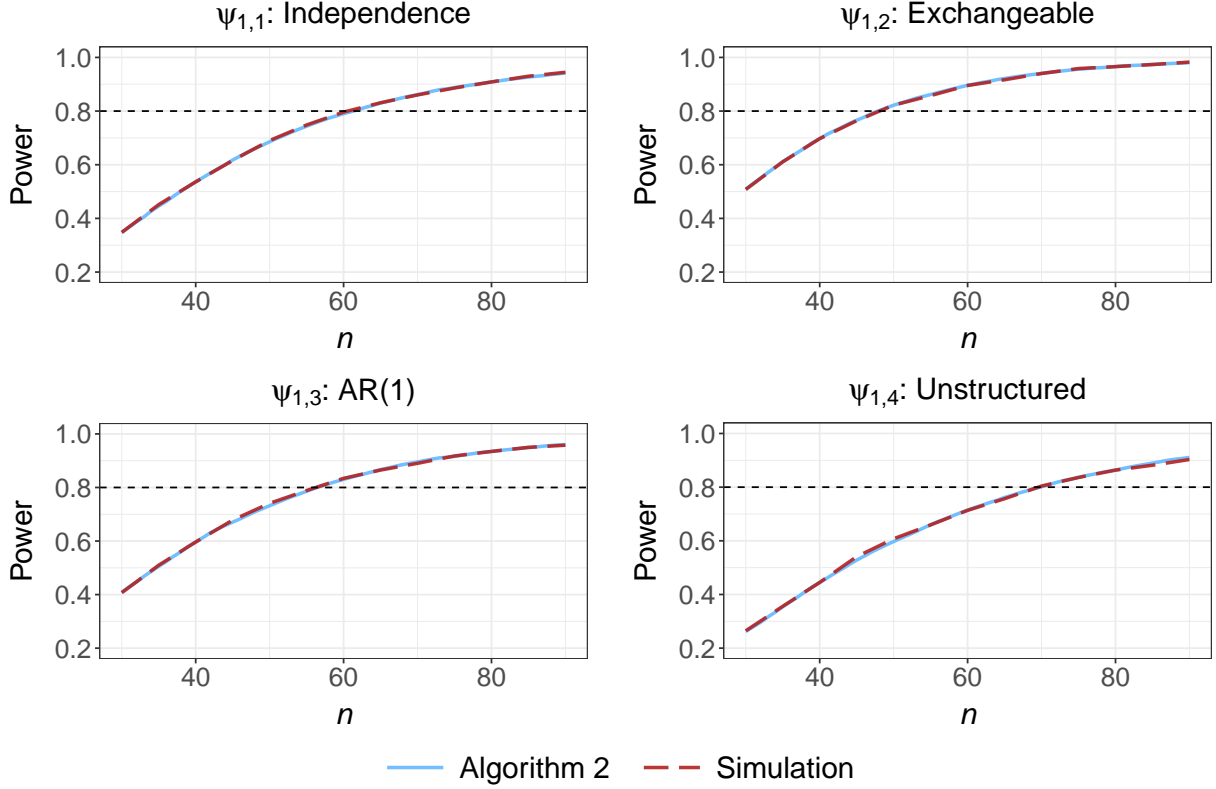 ψ1,1: Independence
1.0
0.8
0.6
0.4
0.2
Power
40 60 80
n
ψ1,2: Exchangeable
1.0
0.8
0.6
0.4
0.2
Power
40 60 80
n
ψ1,3: AR(1)
1.0
0.8
0.6
0.4
0.2
Power
40 60 80
n
ψ1,4: Unstructured
1.0
0.8
0.6
0.4
0.2
Power
40 60 80
n
Algorithm 2 Simulation